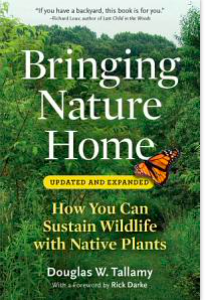 "If you have a backyard, this book is for you."
—Richard Louv, author of Last Child in the Woods
Bringing
Nature
Home
UPDATED AND EXPANDED
How You Can
Sustain Wildlife
with Native Plants
Douglas W. Tallamy
With a Foreword by Rick Darke